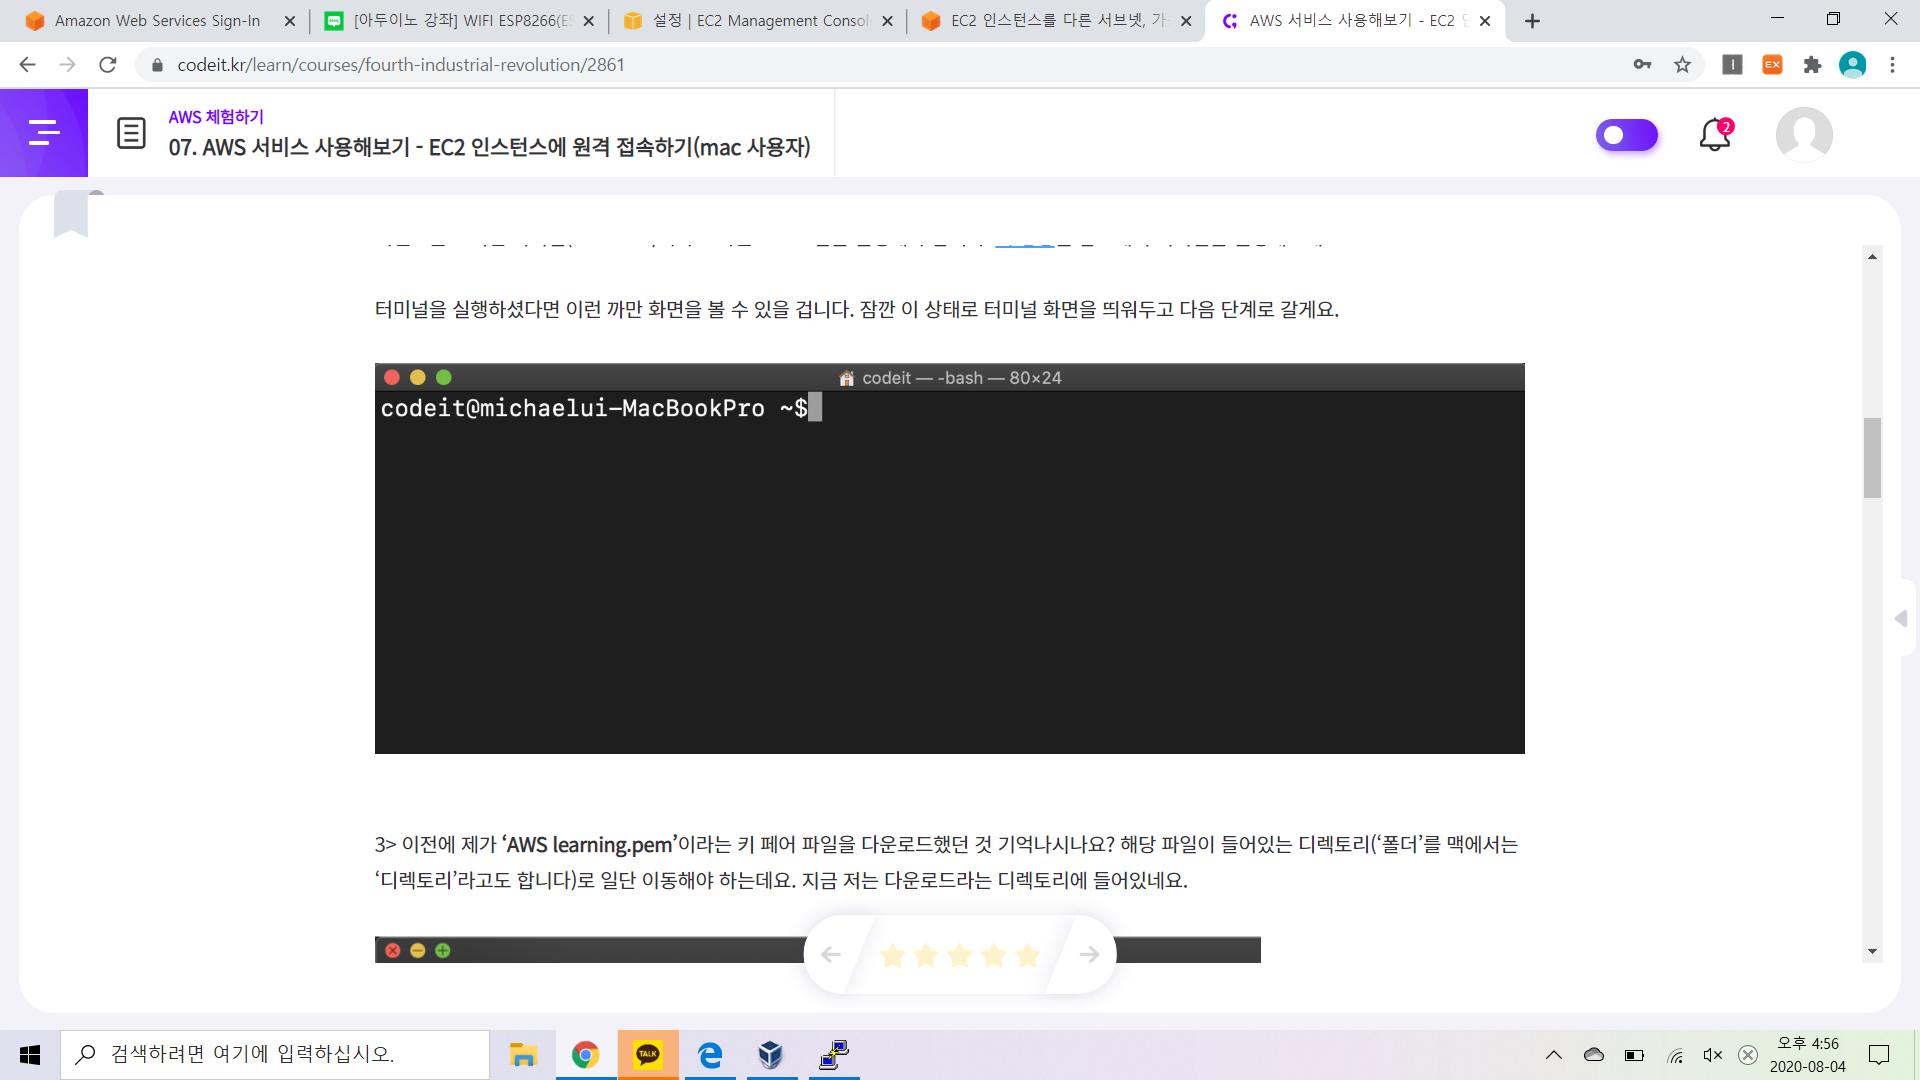 Amazon Web Services Sign-In
[아두이노 강좌] WIFI ESP8266(ES
설정 | EC2 Management Consol
EC2 인스턴스를 다른 서브넷, 가
AWS 서비스 사용해보기 - EC2
codeit.kr/learn/courses/fourth-industrial-revolution/2861
EX
AWS 체험하기
07. AWS 서비스 사용해보기 - EC2 인스턴스에 원격 접속하기(mac 사용자)
2
터미널을 실행하셨다면 이런 까만 화면을 볼 수 있을 겁니다. 잠깐 이 상태로 터미널 화면을 띄워두고 다음 단계로 갈게요.
codeit — -bash — 80×24
codeit@michaelui-MacBookPro ~$
3> 이전에 제가 ‘AWS learning.pem’이라는 키 페어 파일을 다운로드했던 것 기억나시나요? 해당 파일이 들어있는 디렉토리(‘폴더’를 맥에서는
‘디렉토리’라고도 합니다)로 일단 이동해야 하는데요. 지금 저는 다운로드라는 디렉토리에 들어있네요.
검색하려면 여기에 입력하십시오.
TALK
오후 4:56
2020-08-04